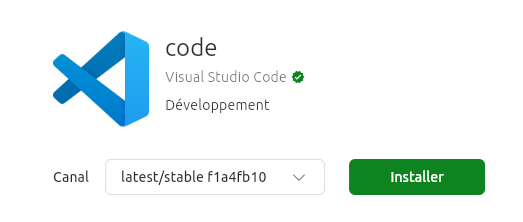 code
Visual Studio Code
Développement
Canal latest/stable f1a4fb10 Installer